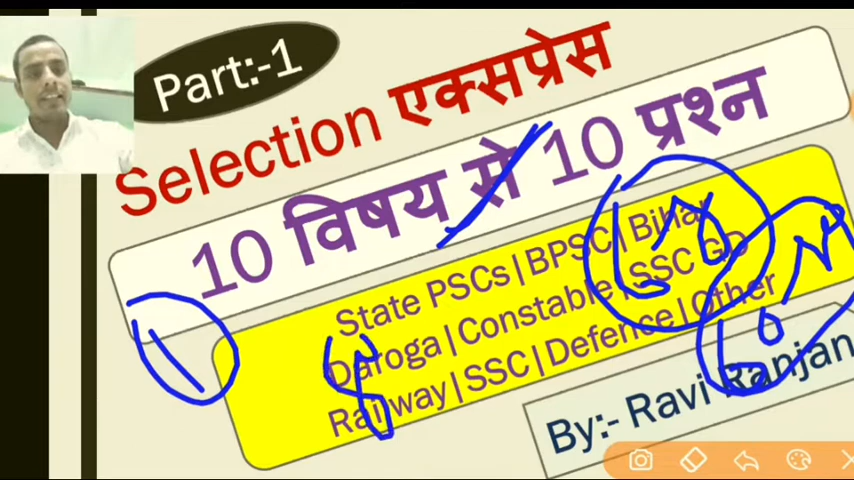 Part:-1
Selection एक्सप्रेस
10 विषय से 10 प्रश्न
State PSCs|BPSC|Bihar
Daroga|Constable|SSC GD
Railway|SSC|Defence|Other
By:- Ravi Ranjan